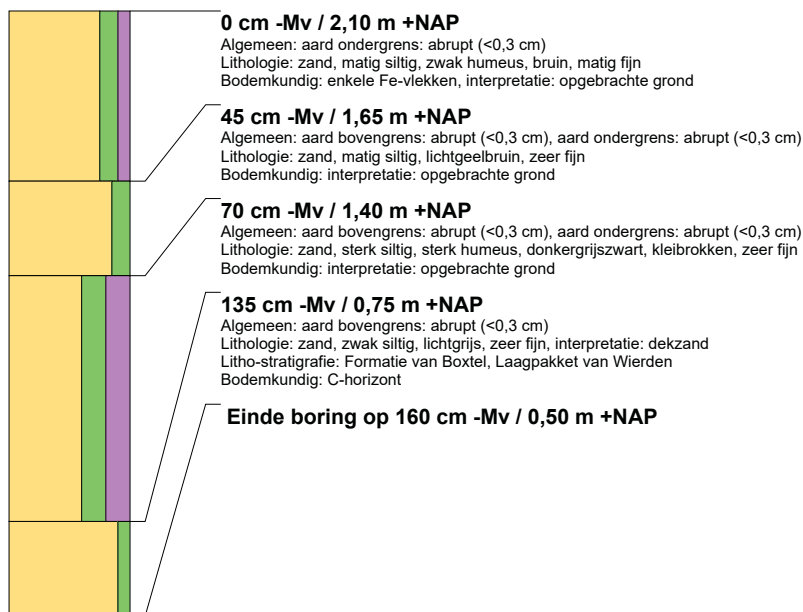 0 cm -Mv / 2,10 m +NAP
Algemeen: aard ondergrens: abrupt (<0,3 cm)
Lithologie: zand, matig siltig, zwak humeus, bruin, matig fijn
Bodemkundig: enkele Fe-vlekken, interpretatie: opgebrachte grond
45 cm -Mv / 1,65 m +NAP
Algemeen: aard bovengrens: abrupt (<0,3 cm), aard ondergrens: abrupt (<0,3 cm)
Lithologie: zand, matig siltig, lichtgeelbruin, zeer fijn
Bodemkundig: interpretatie: opgebrachte grond
70 cm -Mv / 1,40 m +NAP
Algemeen: aard bovengrens: abrupt (<0,3 cm), aard ondergrens: abrupt (<0,3 cm)
Lithologie: zand, sterk siltig, sterk humeus, donkergrijszwart, kleibrokken, zeer fijn
Bodemkundig: interpretatie: opgebrachte grond
135 cm -Mv / 0,75 m +NAP
Algemeen: aard bovengrens: abrupt (<0,3 cm)
Lithologie: zand, zwak siltig, lichtgrijs, zeer fijn, interpretatie: dekzand
Litho-stratigrafie: Formatie van Boxtel, Laagpakket van Wierden
Bodemkundig: C-horizont
Einde boring op 160 cm -Mv / 0,50 m +NAP